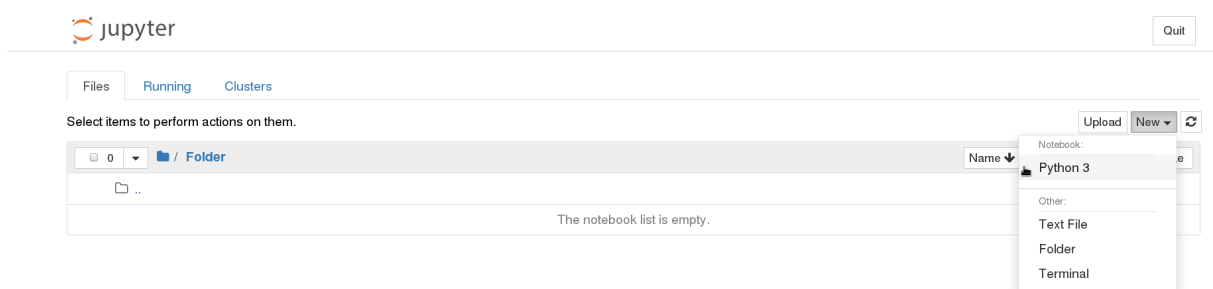 jupyter
Quit
Files Running Clusters
Select items to perform actions on them.
Upload New
0 / Folder Name
Notebook:
Python 3
..
Other:
The notebook list is empty.
Text File
Folder
Terminal